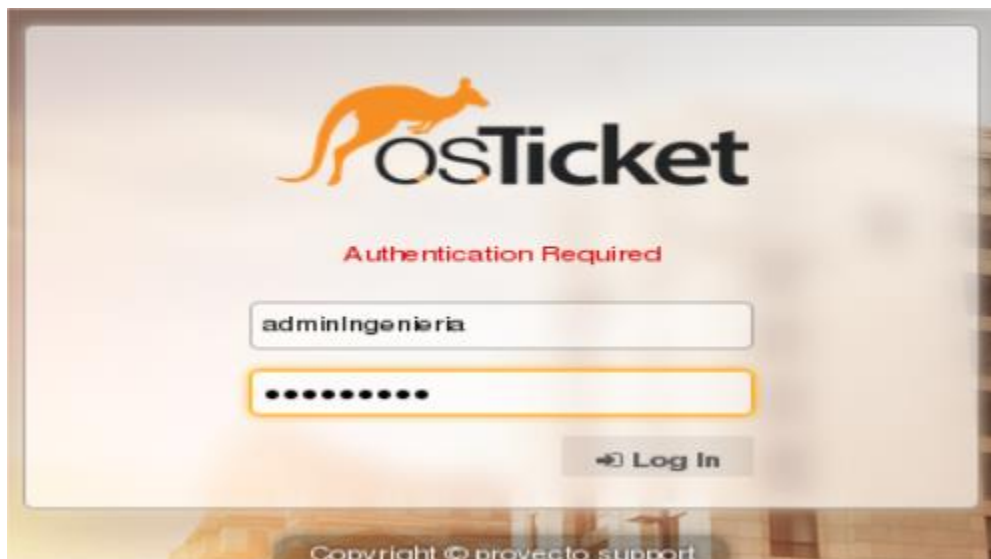 osTicket
Authentication Required
adminIngenieria
•••••••••
Log In
Copyright © proyecto support